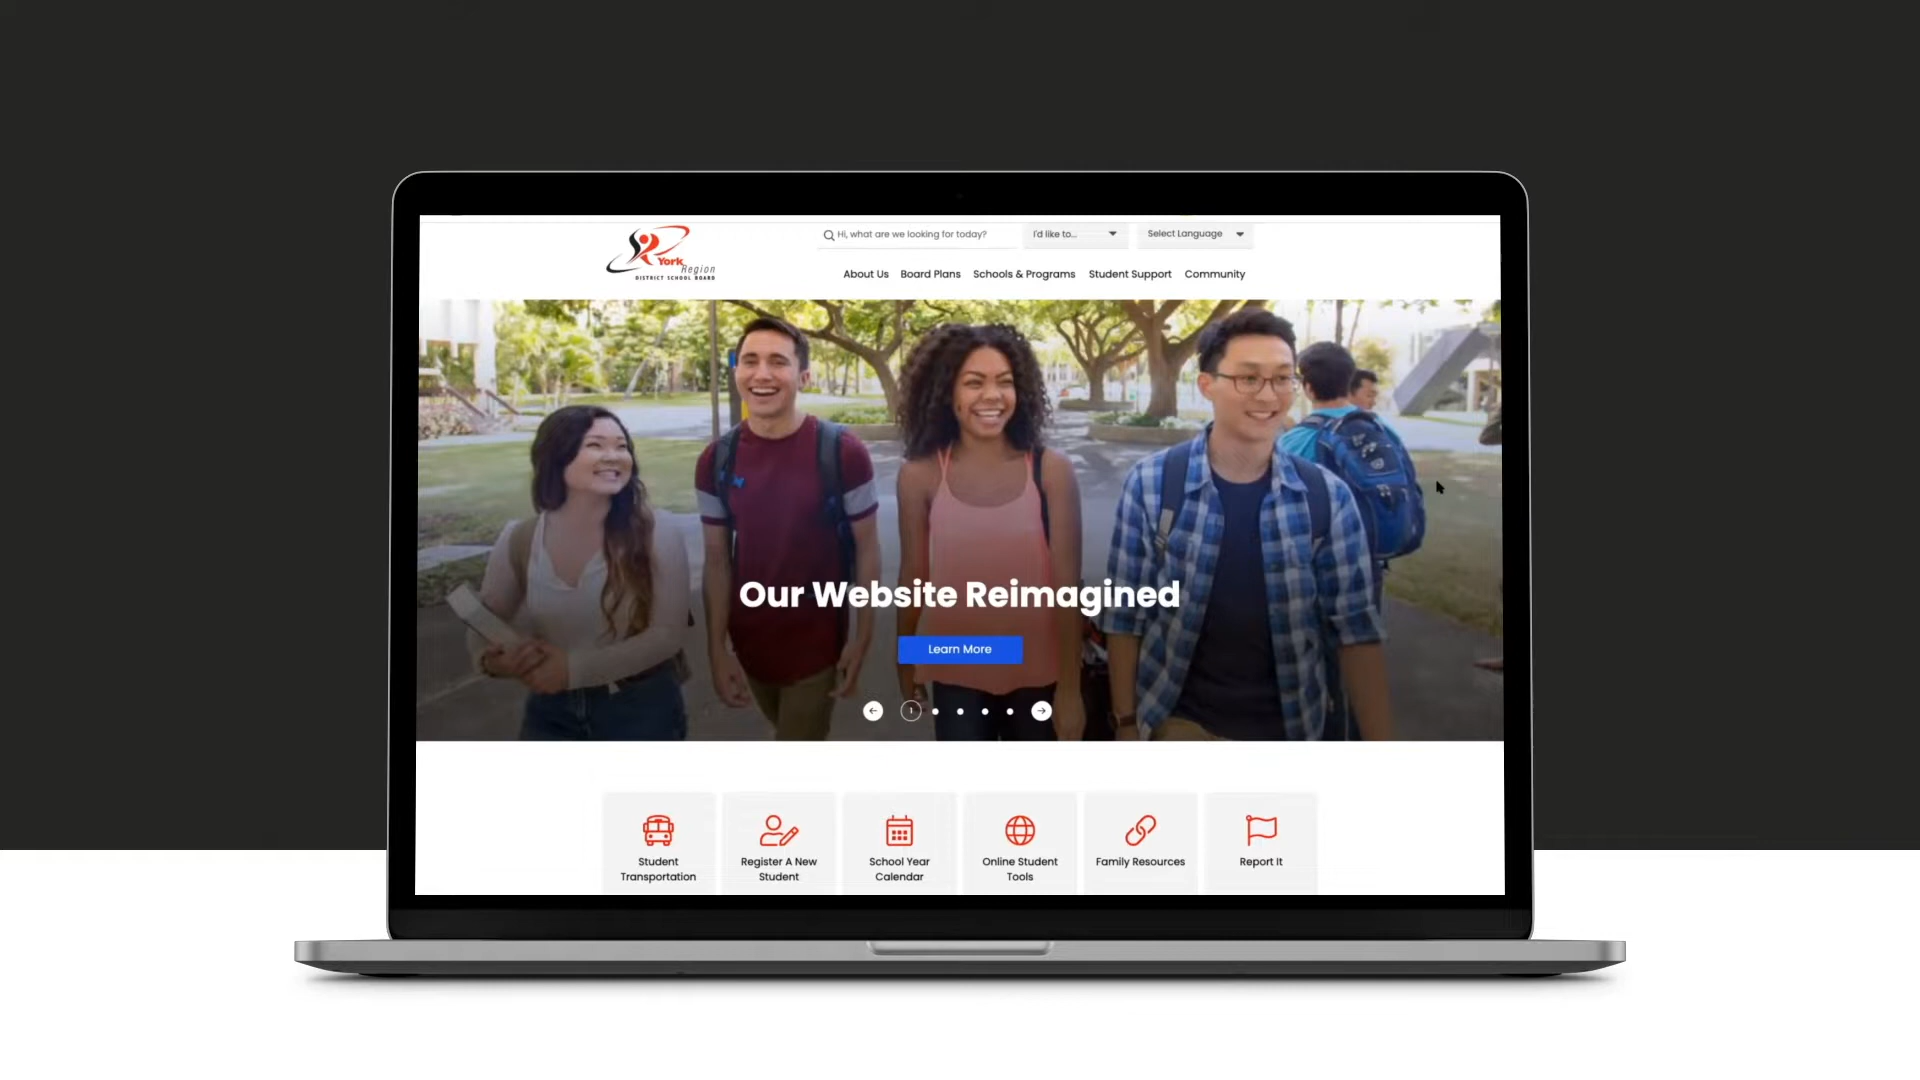 York
Region
DISTRICT SCHOOL BOARD
Hi, what are we looking for today?
I'd like to...
Select Language
About Us
Board Plans
Schools & Programs
Student Support
Community
Our Website Reimagined
Learn More
1
Student
Transportation
Register A New
Student
School Year
Calendar
Online Student
Tools
Family Resources
Report It